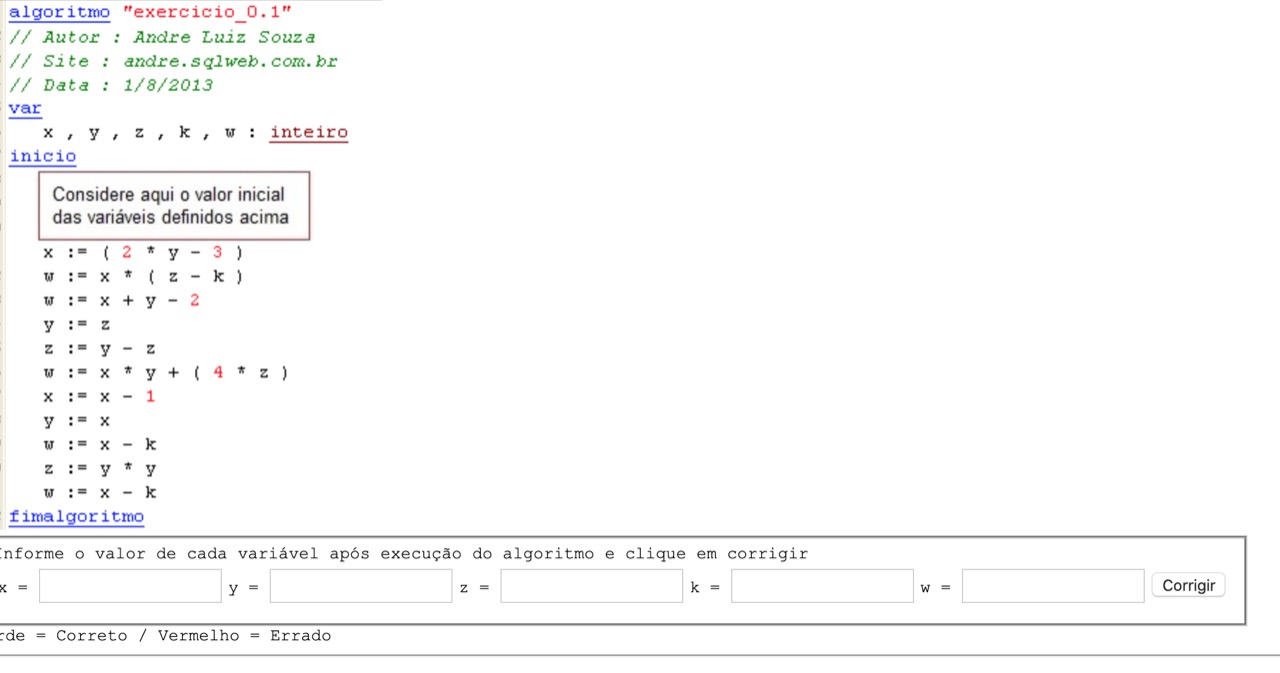 algoritmo "exercicio_0.1"
// Autor : Andre Luiz Souza
// Site : andre.sqlweb.com.br
// Data : 1/8/2013
var
x , y , z , k , w : inteiro
inicio
Considere aqui o valor inicial
das variáveis definidos acima
x := ( 2 * y - 3 )
w := x * ( z - k )
w := x + y - 2
y := z
z := y - z
w := x * y + ( 4 * z )
x := x - 1
y := x
w := x - k
z := y * y
w := x - k
fimalgoritmo
Informe o valor de cada variável após execução do algoritmo e clique em corrigir
x = y = z = k = w = Corrigir
rde = Correto / Vermelho = Errado